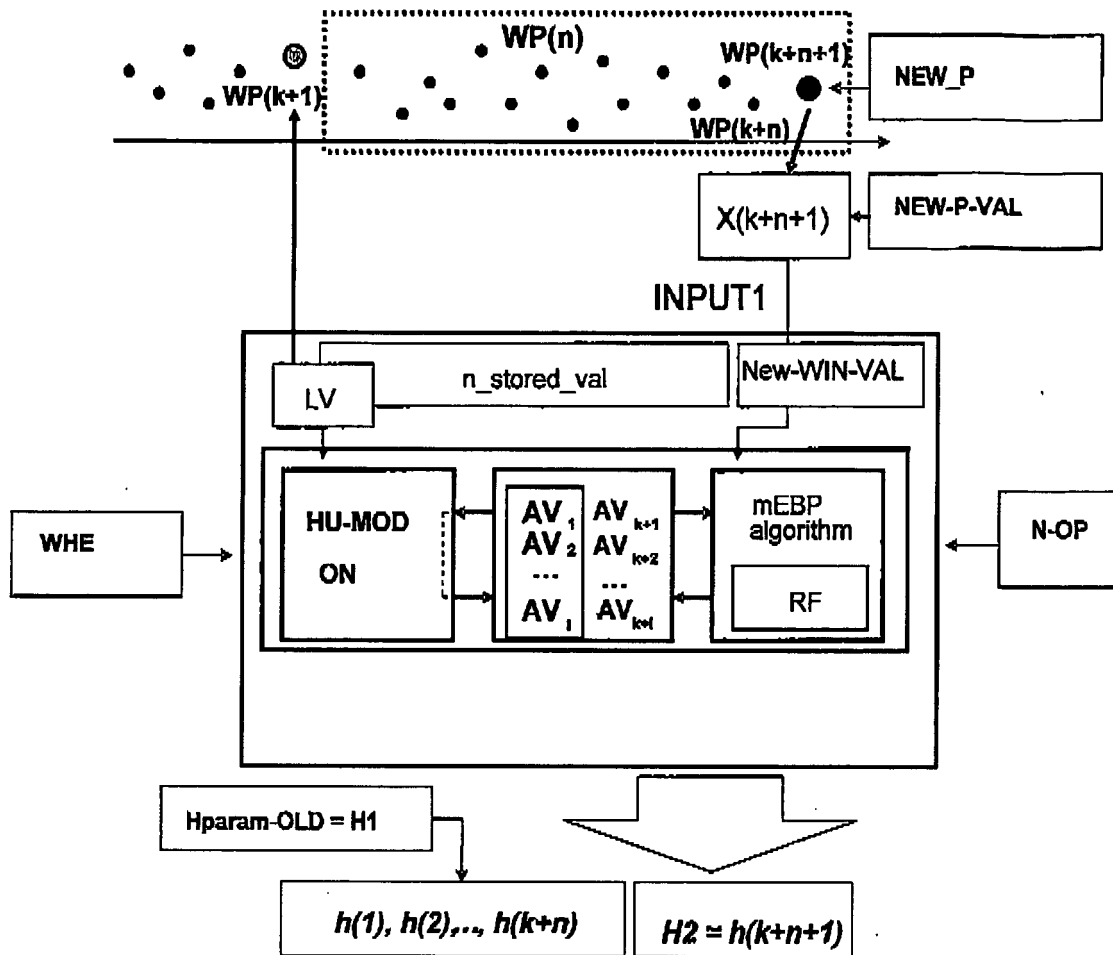 WP(n)
WP(k+n+1)
NEW_P
WP(k+1)
WP(k+n)
X(k+n+1)
NEW-P-VAL
INPUT1
LV
n_stored_val
New-WIN-VAL
WHE
HU-MOD
ON
AV1 AVk+1
AV2 AVk+2
... ...
AVl AVk+l
mEBP
algorithm
RF
N-OP
Hparam-OLD = H1
h(1), h(2),..., h(k+n)
H2 = h(k+n+1)